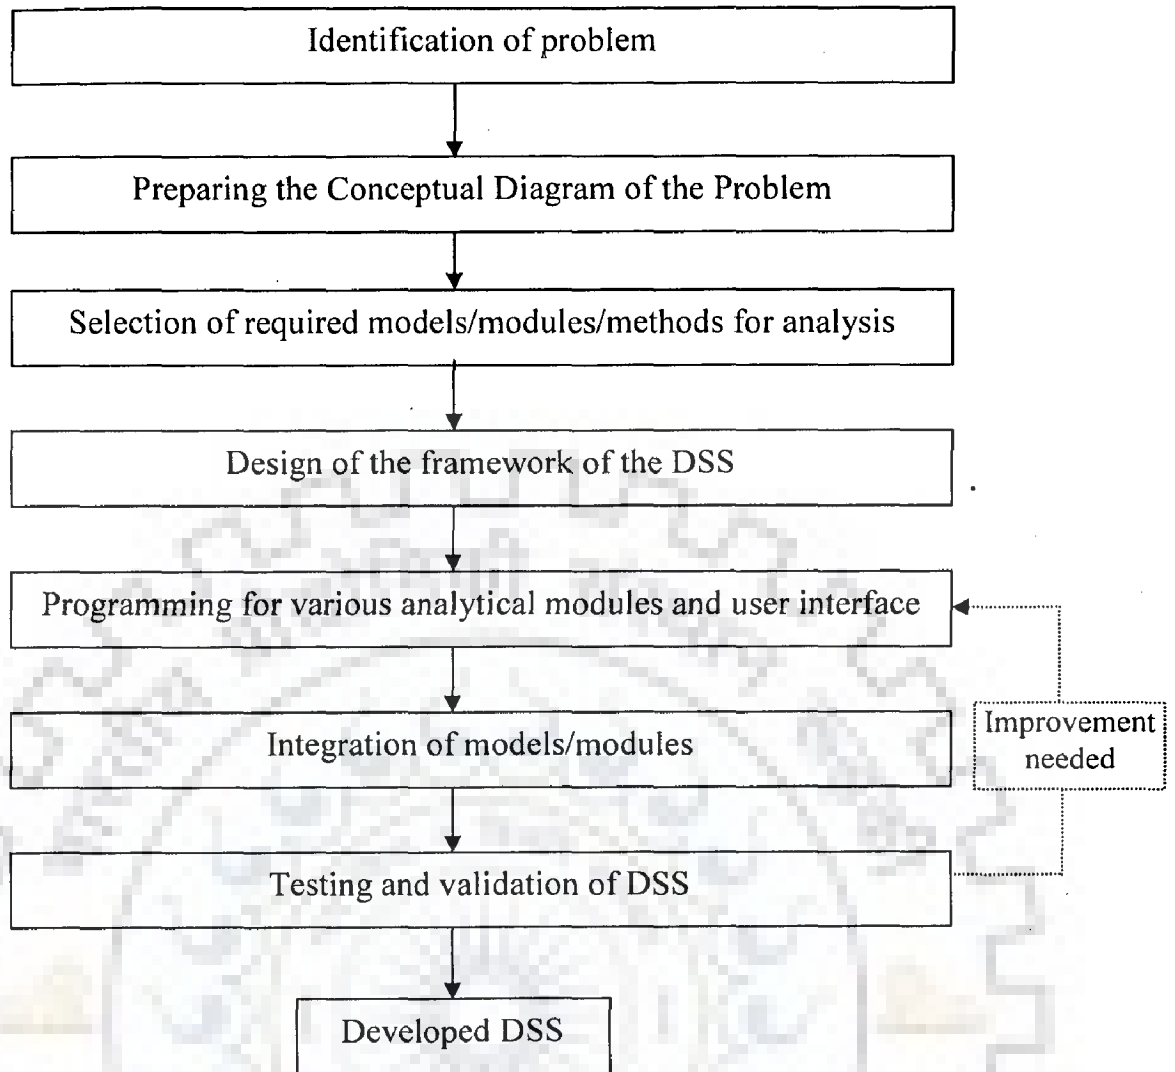 Identification of problem
Preparing the Conceptual Diagram of the Problem
Selection of required models/modules/methods for analysis
Design of the framework of the DSS
Programming for various analytical modules and user interface
Improvement
needed
Integration of models/modules
Testing and validation of DSS
Developed DSS